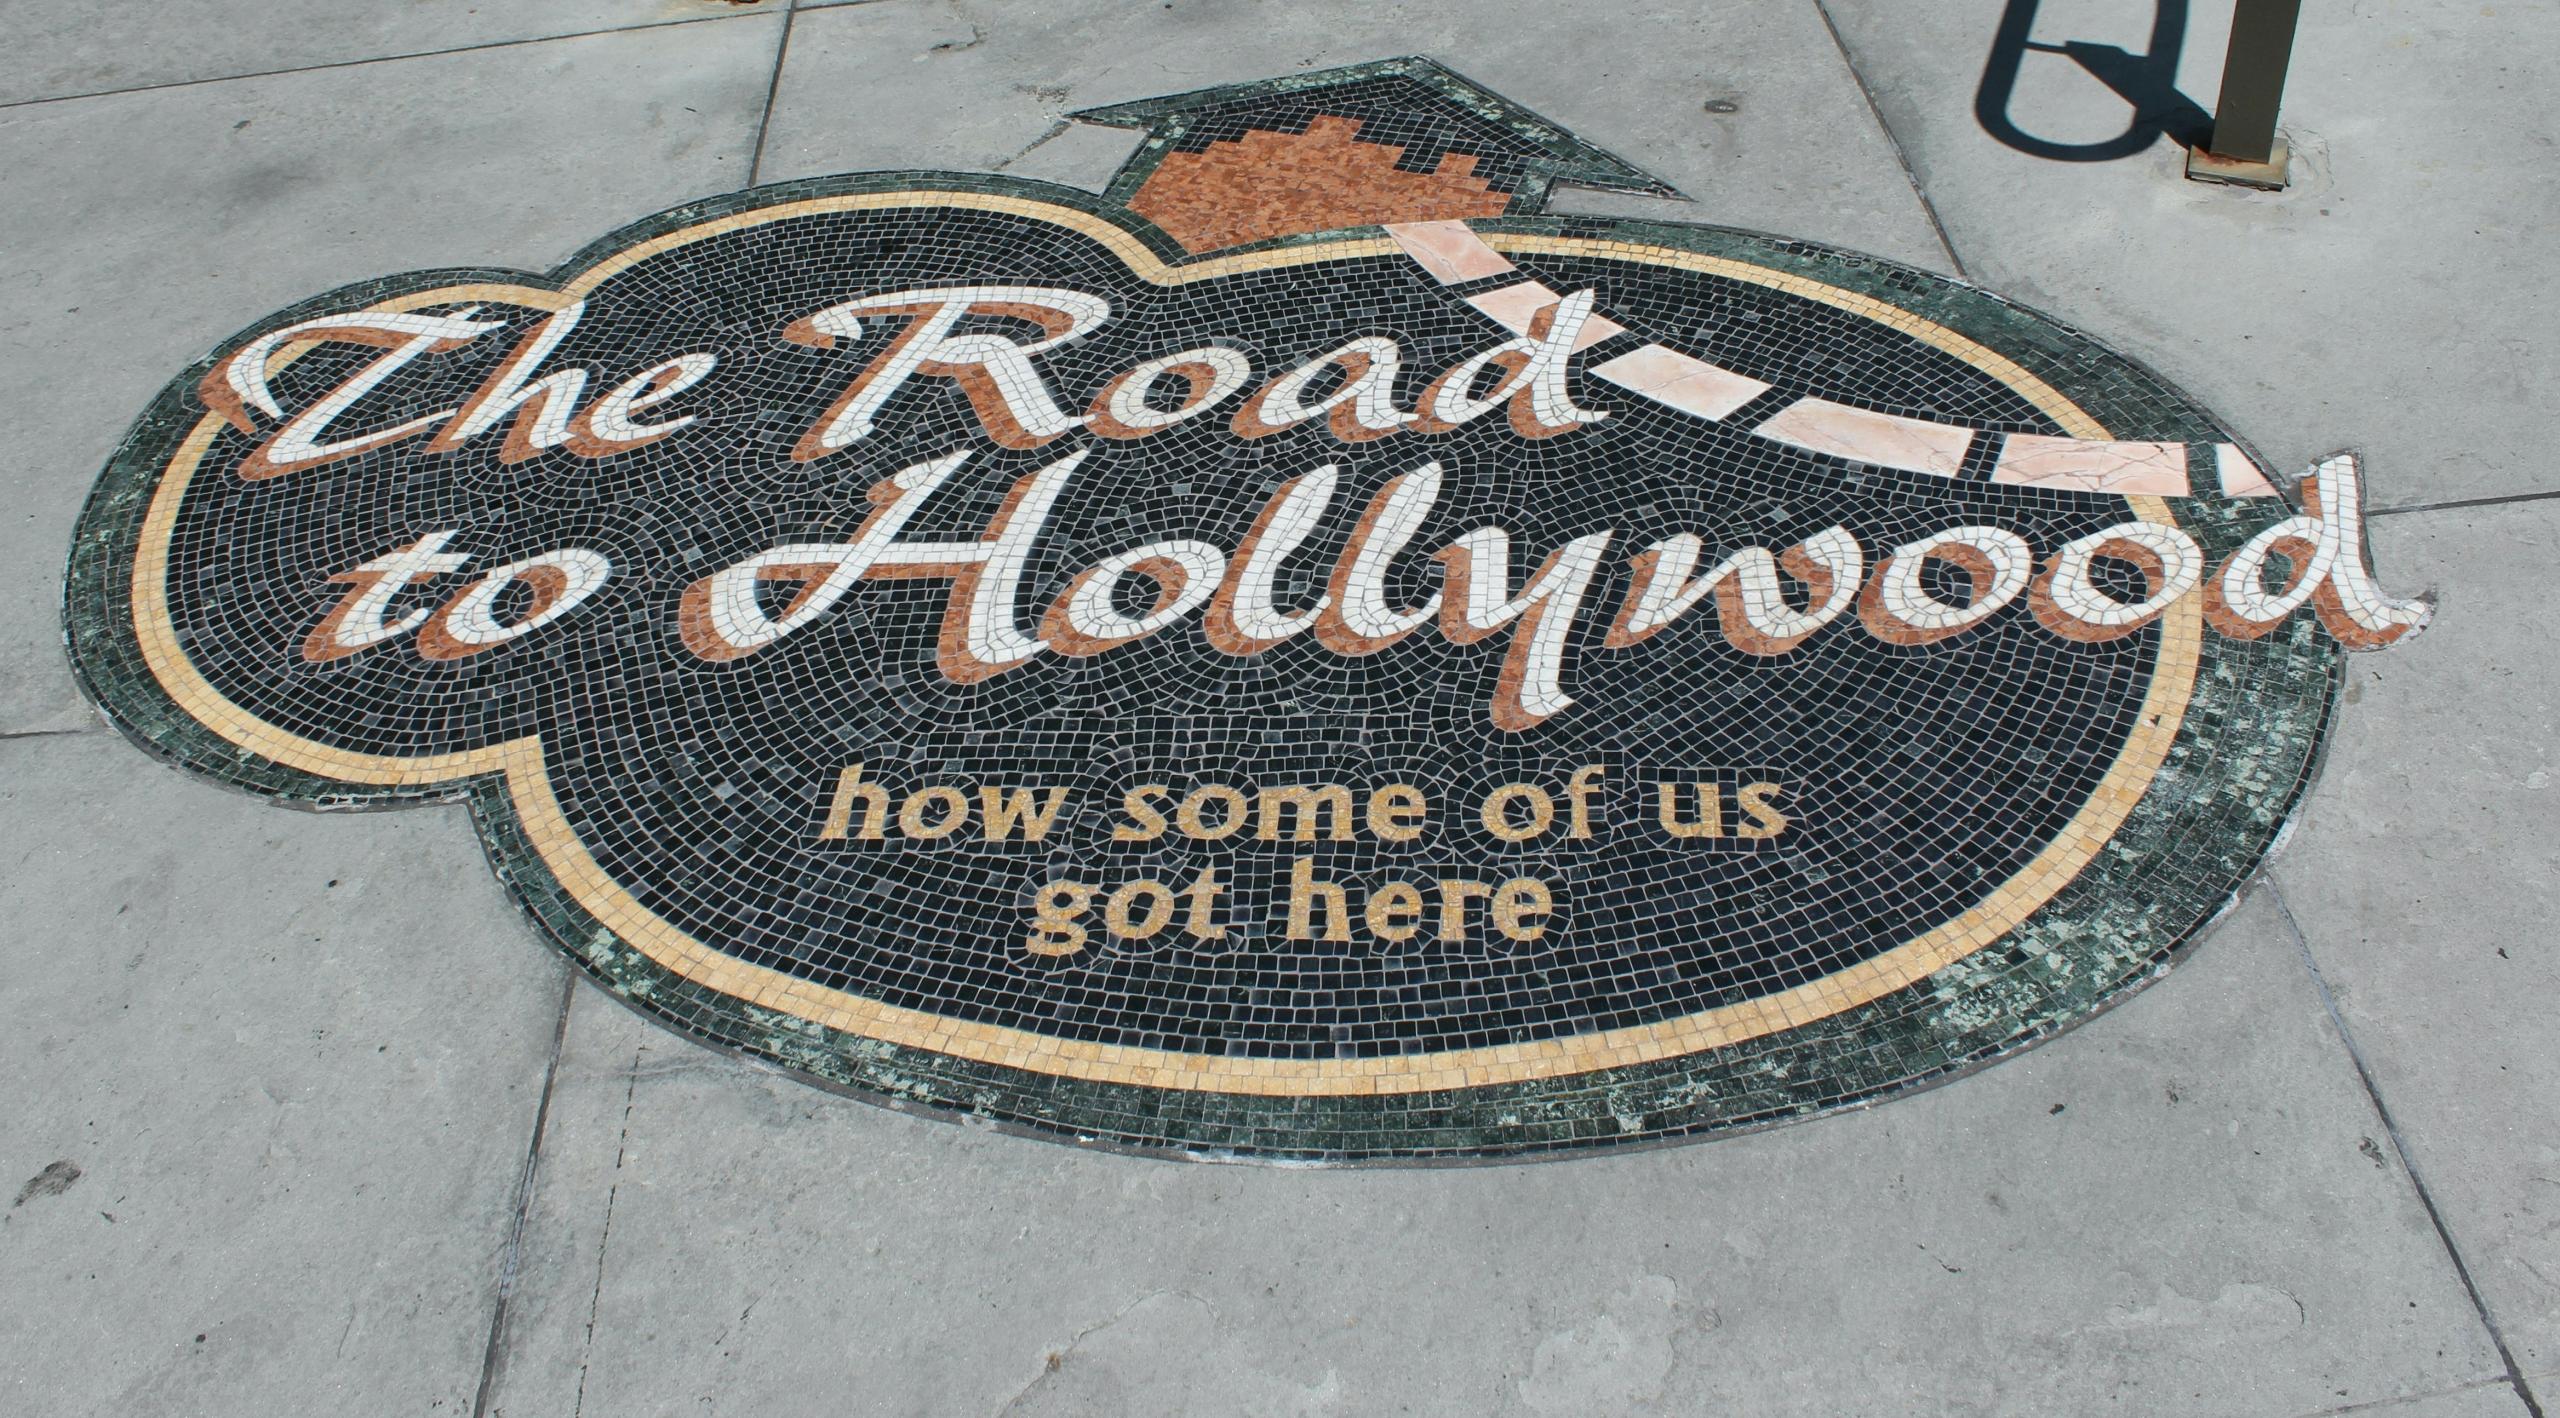 The Road
to Hollywood
how some of us
got here